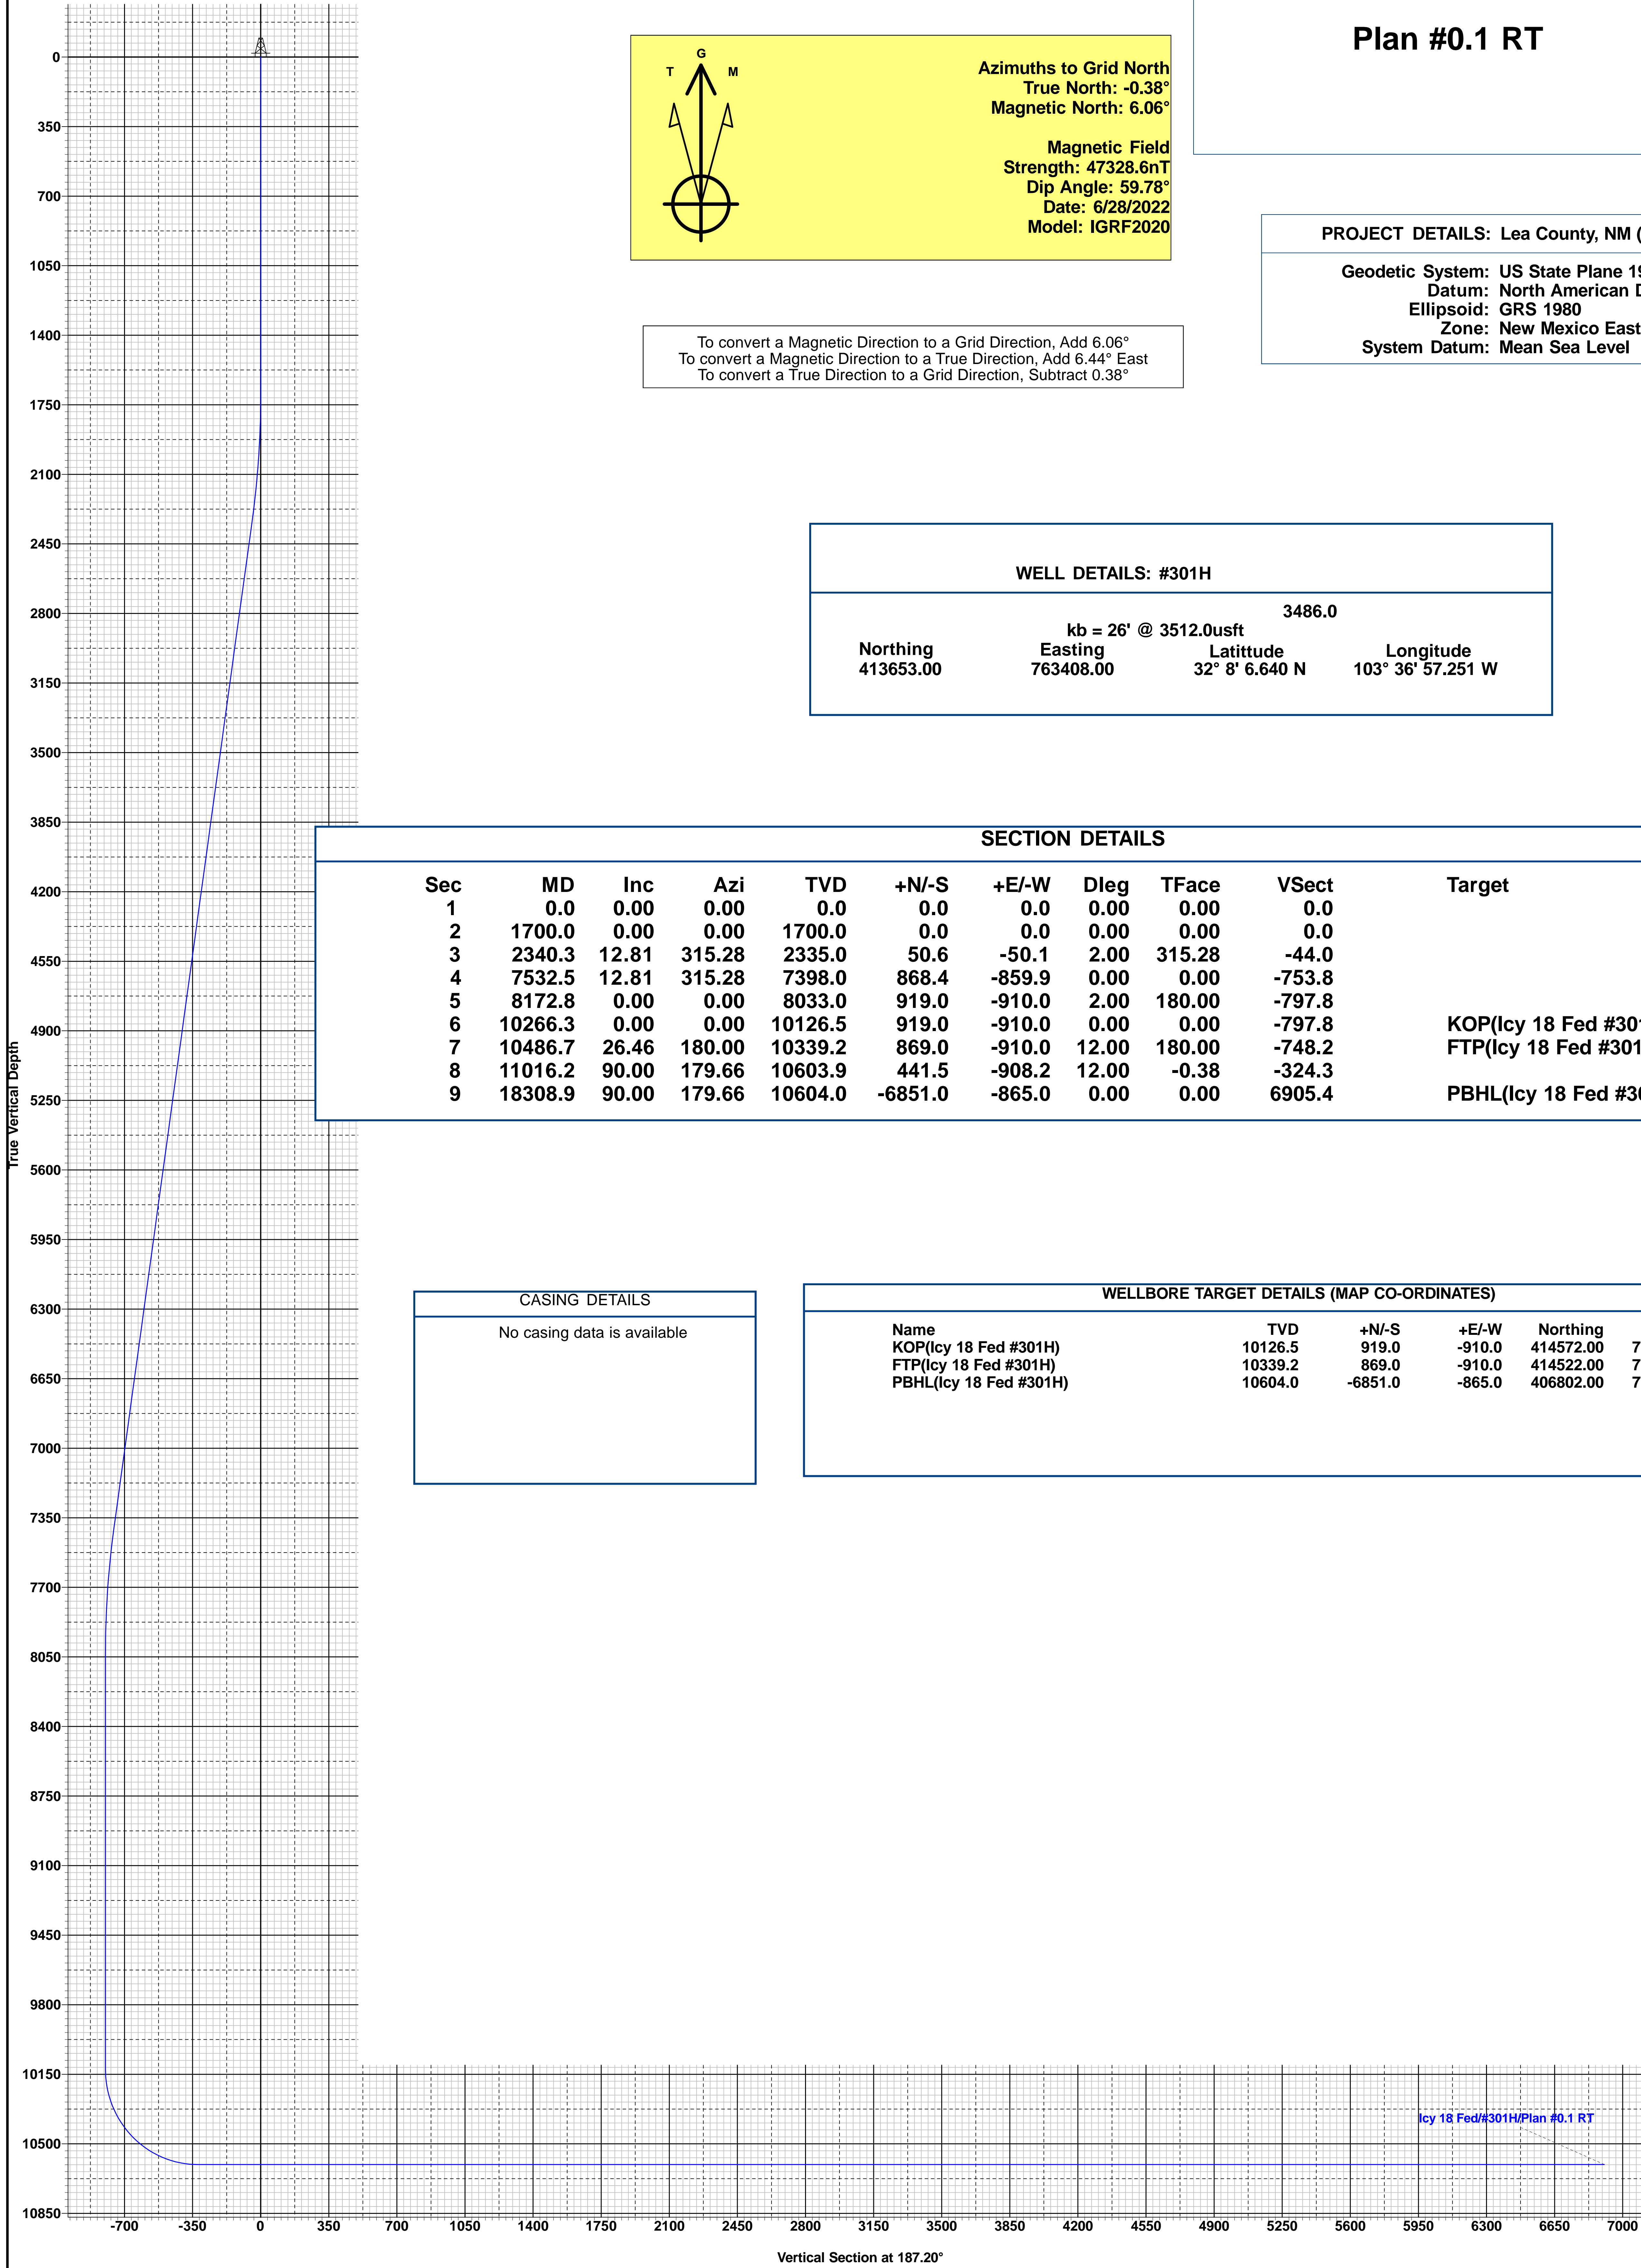 Plan #0.1 RT
G
T M
Azimuths to Grid North
True North: -0.38°
Magnetic North: 6.06°
Magnetic Field
Strength: 47328.6nT
Dip Angle: 59.78°
Date: 6/28/2022
Model: IGRF2020
PROJECT DETAILS: Lea County, NM (
Geodetic System: US State Plane 19
Datum: North American D
Ellipsoid: GRS 1980
Zone: New Mexico East
System Datum: Mean Sea Level
To convert a Magnetic Direction to a Grid Direction, Add 6.06°
To convert a Magnetic Direction to a True Direction, Add 6.44° East
To convert a True Direction to a Grid Direction, Subtract 0.38°
WELL DETAILS: #301H
3486.0
kb = 26' @ 3512.0usft
Northing Easting Latittude Longitude
413653.00 763408.00 32° 8' 6.640 N 103° 36' 57.251 W
SECTION DETAILS
Sec MD Inc Azi TVD +N/-S +E/-W Dleg TFace VSect Target
1 0.0 0.00 0.00 0.0 0.0 0.0 0.00 0.00 0.0
2 1700.0 0.00 0.00 1700.0 0.0 0.0 0.00 0.00 0.0
3 2340.3 12.81 315.28 2335.0 50.6 -50.1 2.00 315.28 -44.0
4 7532.5 12.81 315.28 7398.0 868.4 -859.9 0.00 0.00 -753.8
5 8172.8 0.00 0.00 8033.0 919.0 -910.0 2.00 180.00 -797.8
6 10266.3 0.00 0.00 10126.5 919.0 -910.0 0.00 0.00 -797.8 KOP(Icy 18 Fed #301
7 10486.7 26.46 180.00 10339.2 869.0 -910.0 12.00 180.00 -748.2 FTP(Icy 18 Fed #301
8 11016.2 90.00 179.66 10603.9 441.5 -908.2 12.00 -0.38 -324.3
9 18308.9 90.00 179.66 10604.0 -6851.0 -865.0 0.00 0.00 6905.4 PBHL(Icy 18 Fed #30
CASING DETAILS
No casing data is available
WELLBORE TARGET DETAILS (MAP CO-ORDINATES)
Name TVD +N/-S +E/-W Northing
KOP(Icy 18 Fed #301H) 10126.5 919.0 -910.0 414572.00 7
FTP(Icy 18 Fed #301H) 10339.2 869.0 -910.0 414522.00 7
PBHL(Icy 18 Fed #301H) 10604.0 -6851.0 -865.0 406802.00 7
True Vertical Depth
0
350
700
1050
1400
1750
2100
2450
2800
3150
3500
3850
4200
4550
4900
5250
5600
5950
6300
6650
7000
7350
7700
8050
8400
8750
9100
9450
9800
10150
10500
10850
Icy 18 Fed/#301H/Plan #0.1 RT
-700 -350 0 350 700 1050 1400 1750 2100 2450 2800 3150 3500 3850 4200 4550 4900 5250 5600 5950 6300 6650 7000
Vertical Section at 187.20°